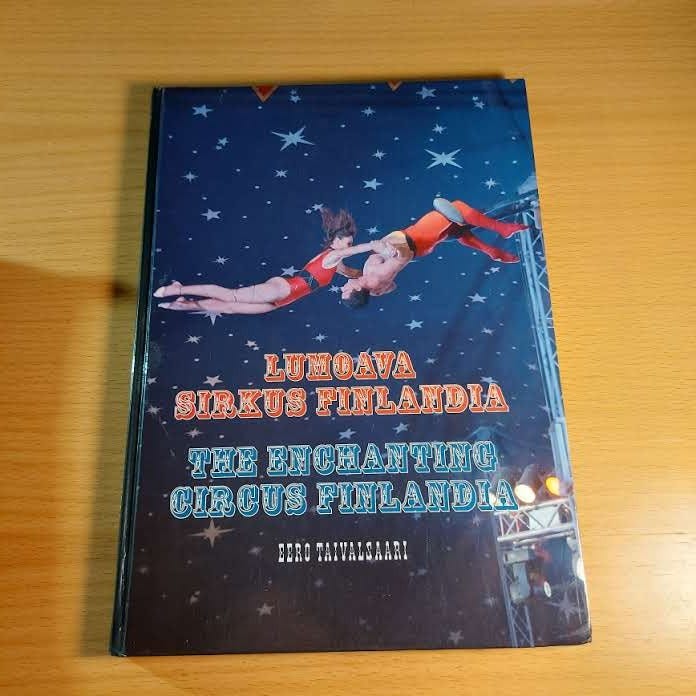 LUMOAVA
SIRKUS FINLANDIA
THE ENCHANTING
CIRCUS FINLANDIA
EERO TAIVALSAARI